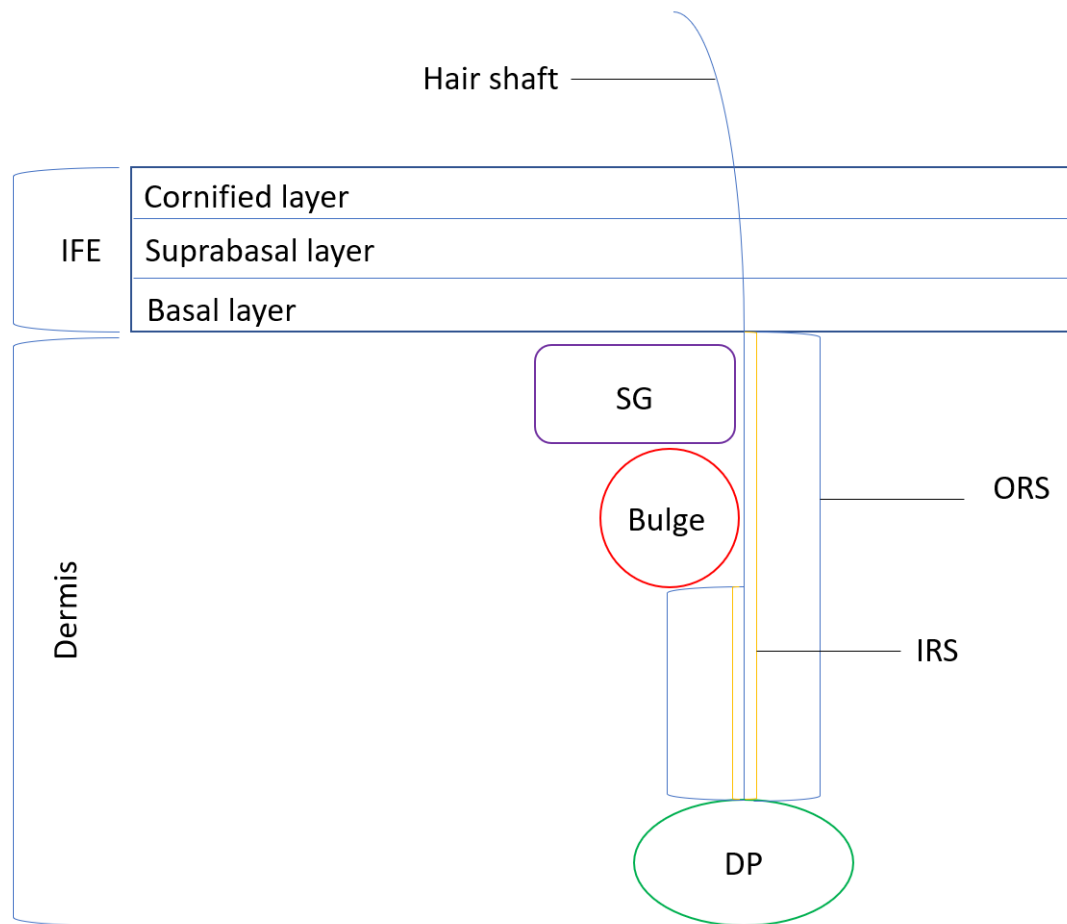 Hair shaft
Cornified layer
IFE
Suprabasal layer
Basal layer
SG
ORS
Bulge
Dermis
IRS
DP